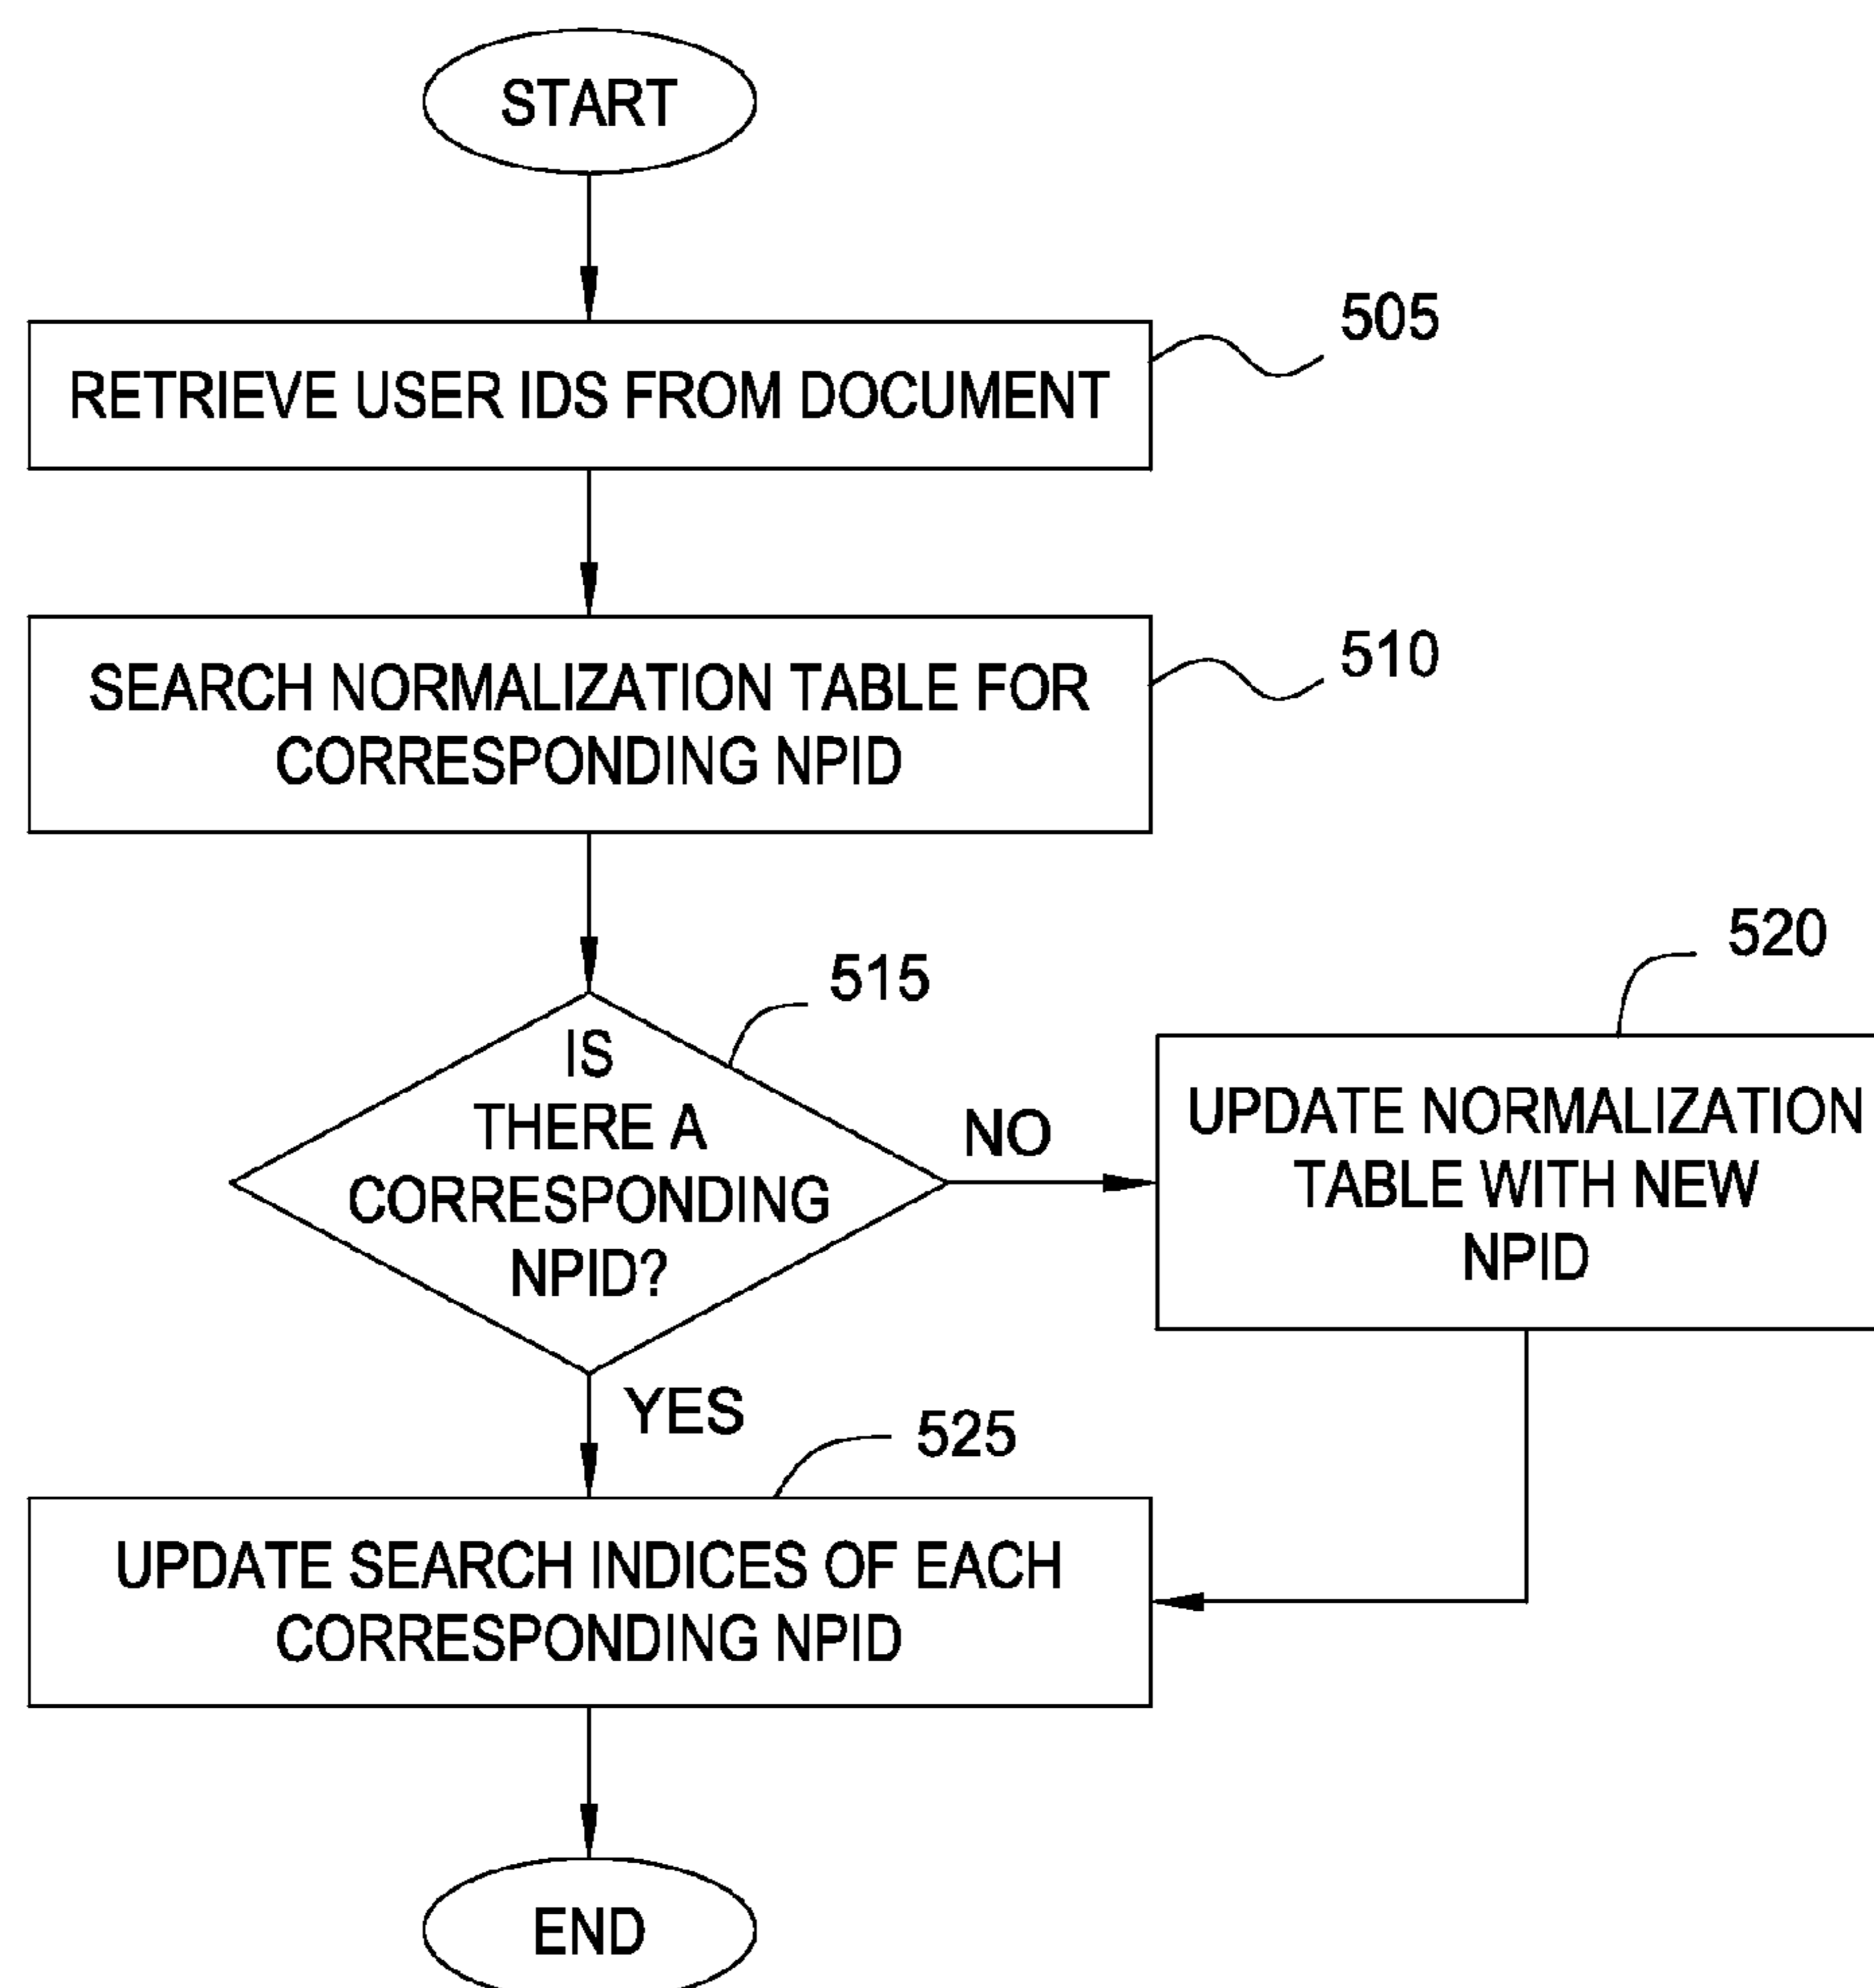 START
505
RETRIEVE USER IDS FROM DOCUMENT
510
SEARCH NORMALIZATION TABLE FOR
CORRESPONDING NPID
515
IS
THERE A
CORRESPONDING
NPID?
NO
520
UPDATE NORMALIZATION
TABLE WITH NEW
NPID
YES
525
UPDATE SEARCH INDICES OF EACH
CORRESPONDING NPID
END